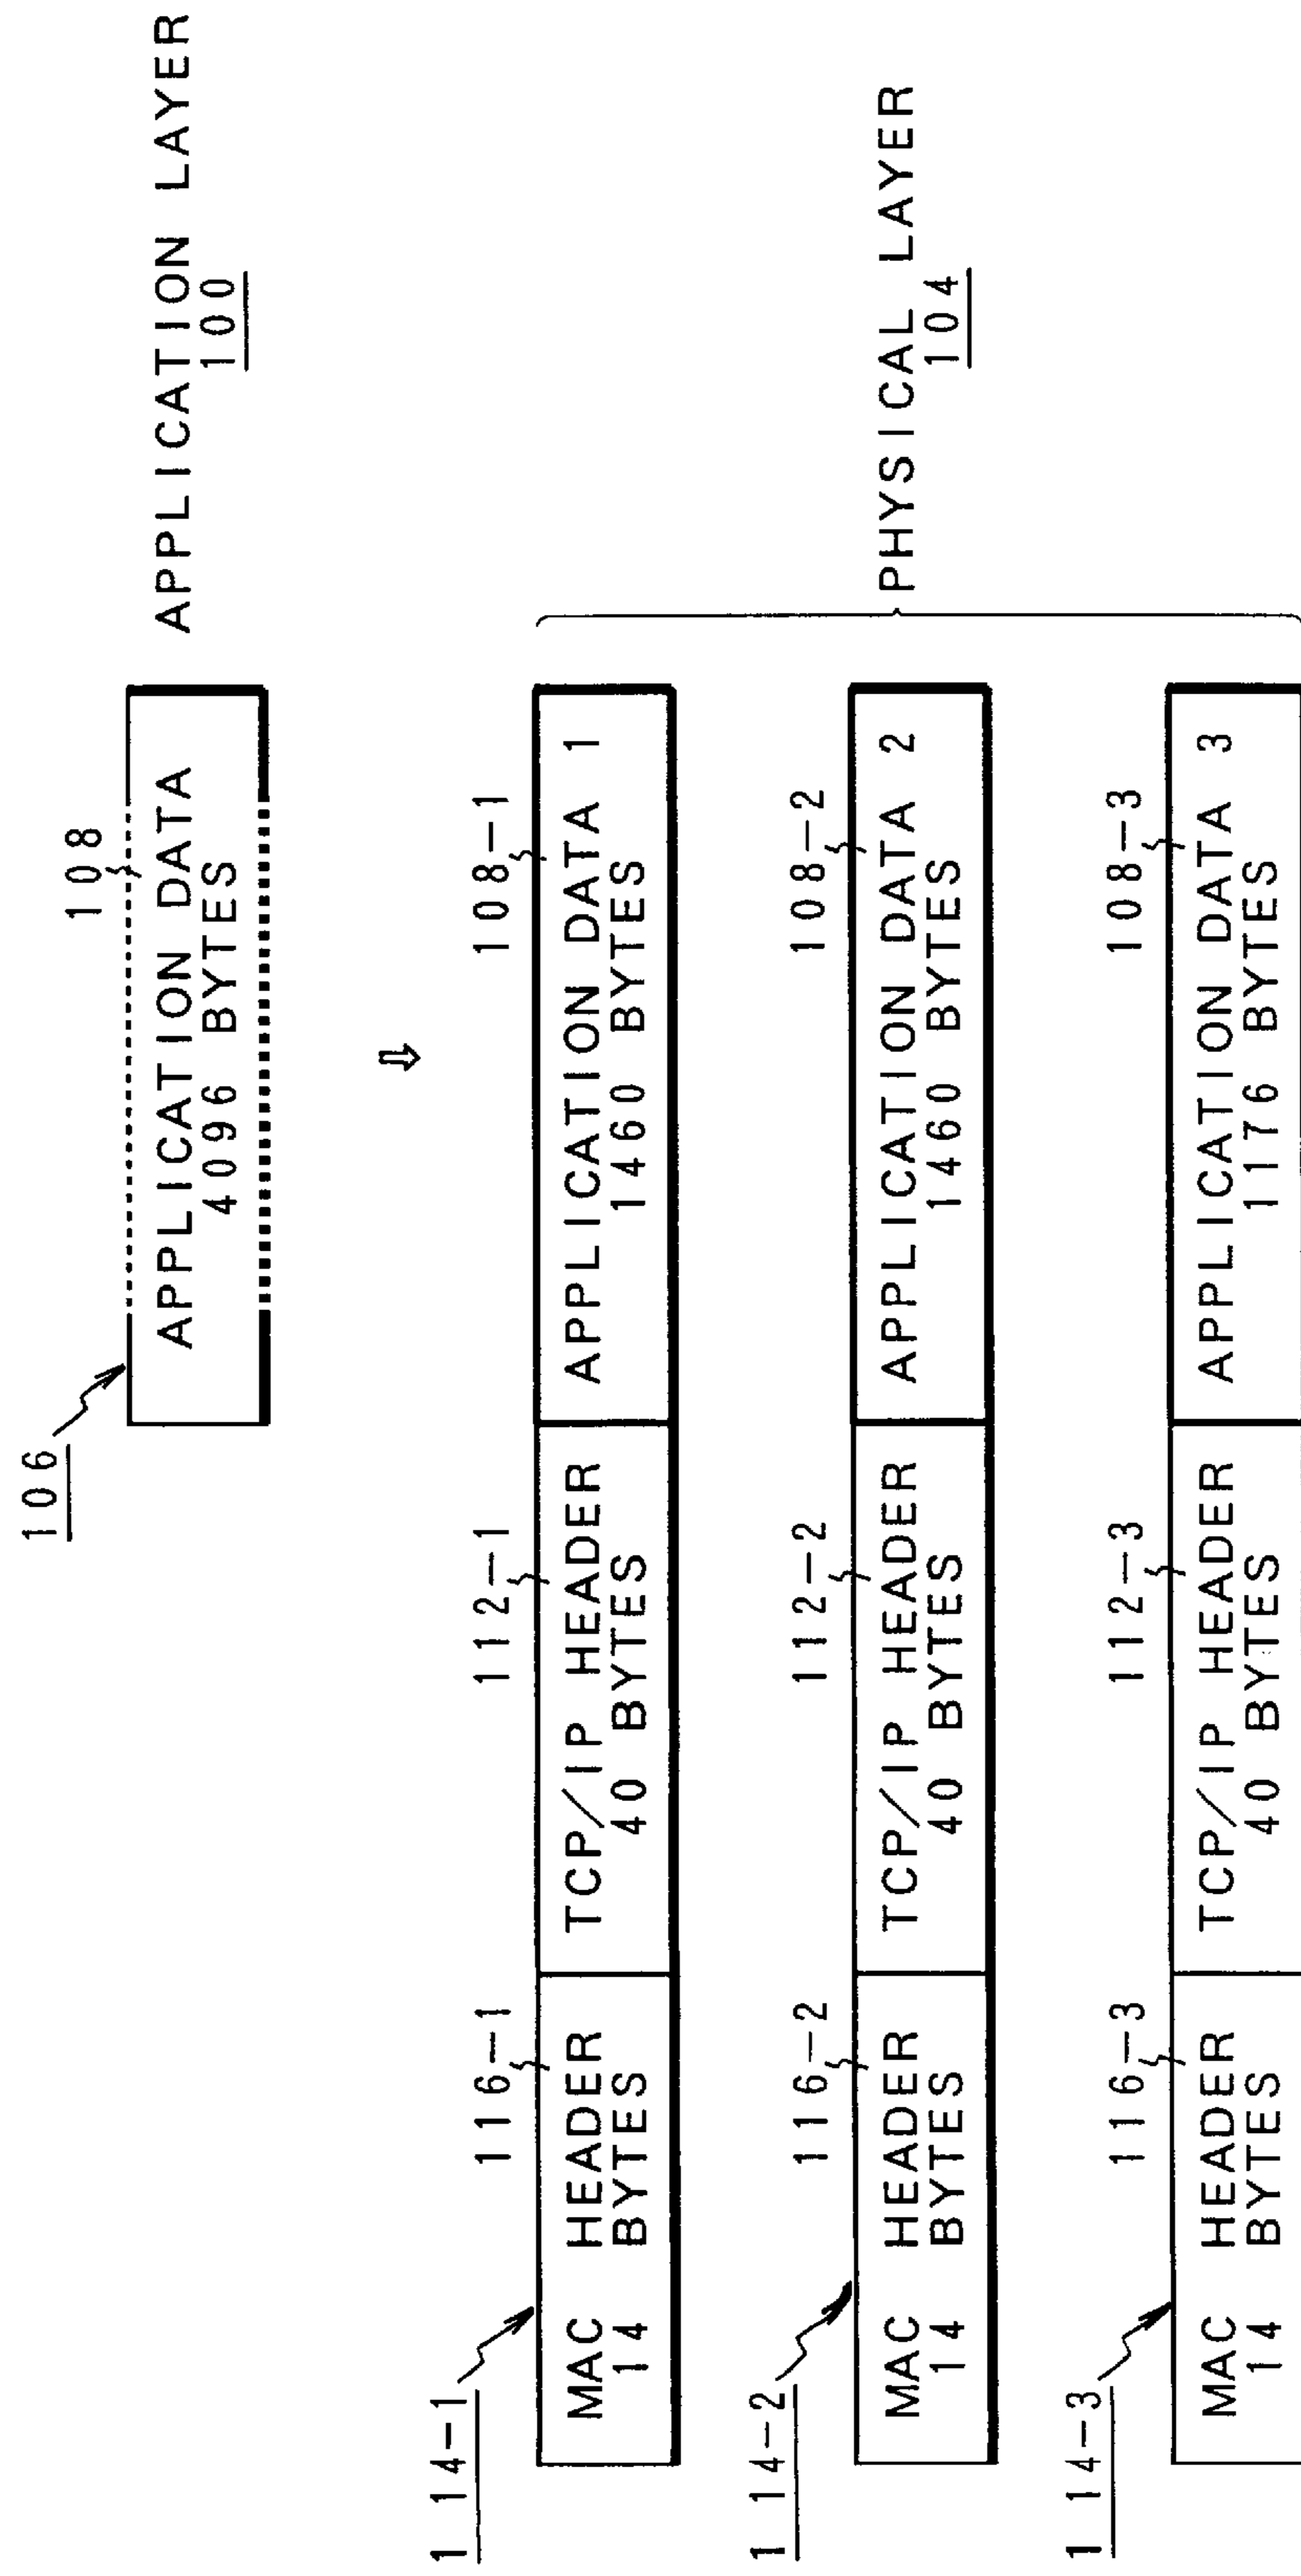 106
108
APPLICATION DATA
4096 BYTES
APPLICATION LAYER
100
⇩
114-1
116-1
112-1
108-1
MAC HEADER
14 BYTES
TCP/IP HEADER
40 BYTES
APPLICATION DATA 1
1460 BYTES
PHYSICAL LAYER
104
114-2
116-2
112-2
108-2
MAC HEADER
14 BYTES
TCP/IP HEADER
40 BYTES
APPLICATION DATA 2
1460 BYTES
114-3
116-3
112-3
108-3
MAC HEADER
14 BYTES
TCP/IP HEADER
40 BYTES
APPLICATION DATA 3
1176 BYTES